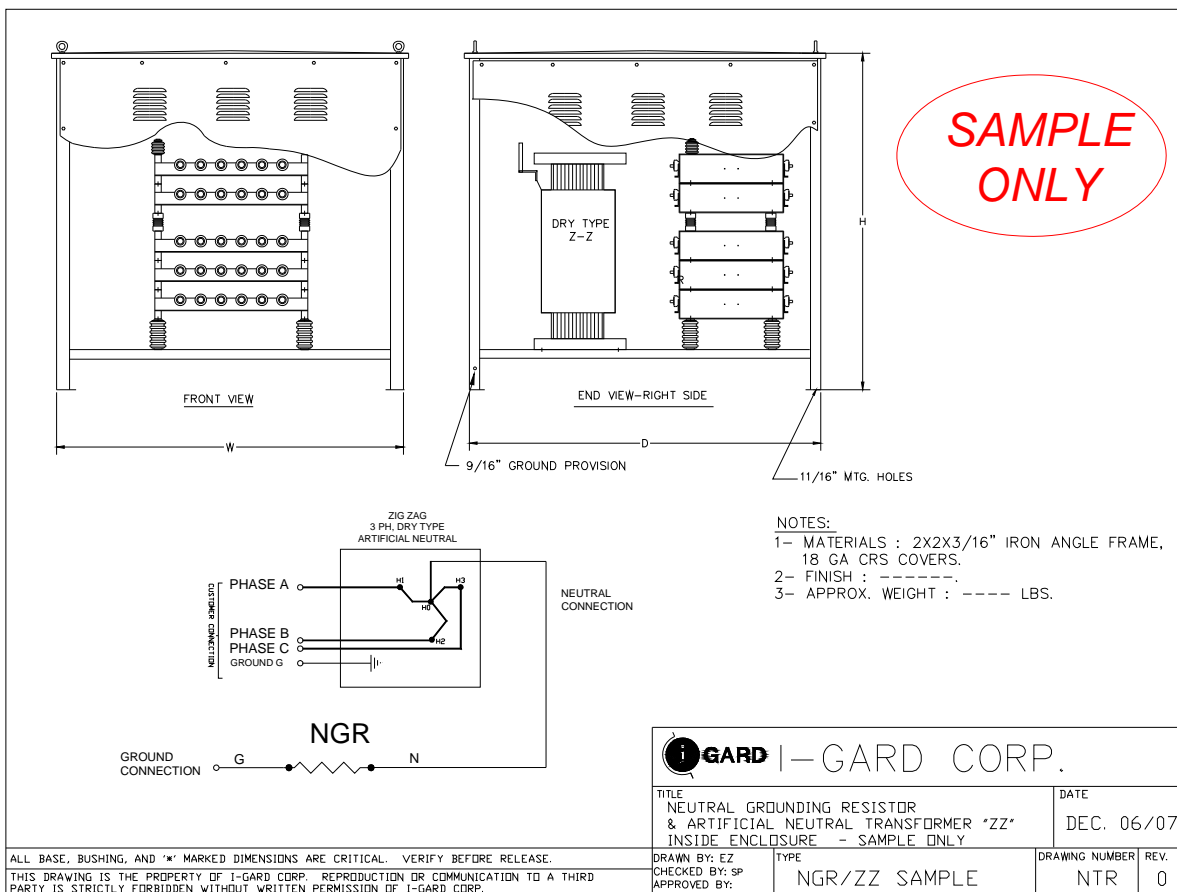 SAMPLE
ONLY
DRY TYPE
Z-Z
R
H
FRONT VIEW
END VIEW-RIGHT SIDE
W
D
9/16" GROUND PROVISION
11/16" MTG. HOLES
ZIG ZAG
3 PH, DRY TYPE
ARTIFICIAL NEUTRAL
NOTES:
1- MATERIALS : 2X2X3/16" IRON ANGLE FRAME,
18 GA CRS COVERS.
2- FINISH : ------.
3- APPROX. WEIGHT : ---- LBS.
CUSTOMER CONNECTION
PHASE A
H1
H3
H0
NEUTRAL
CONNECTION
PHASE B
H2
PHASE C
GROUND G
NGR
GROUND
CONNECTION
G
N
i GARD I-GARD CORP.
TITLE
NEUTRAL GROUNDING RESISTOR
& ARTIFICIAL NEUTRAL TRANSFORMER "ZZ"
INSIDE ENCLOSURE - SAMPLE ONLY
DATE
DEC. 06/07
ALL BASE, BUSHING, AND '*' MARKED DIMENSIONS ARE CRITICAL. VERIFY BEFORE RELEASE.
THIS DRAWING IS THE PROPERTY OF I-GARD CORP. REPRODUCTION OR COMMUNICATION TO A THIRD
PARTY IS STRICTLY FORBIDDEN WITHOUT WRITTEN PERMISSION OF I-GARD CORP.
DRAWN BY: EZ
CHECKED BY: SP
APPROVED BY:
TYPE
NGR/ZZ SAMPLE
DRAWING NUMBER
NTR
REV.
0